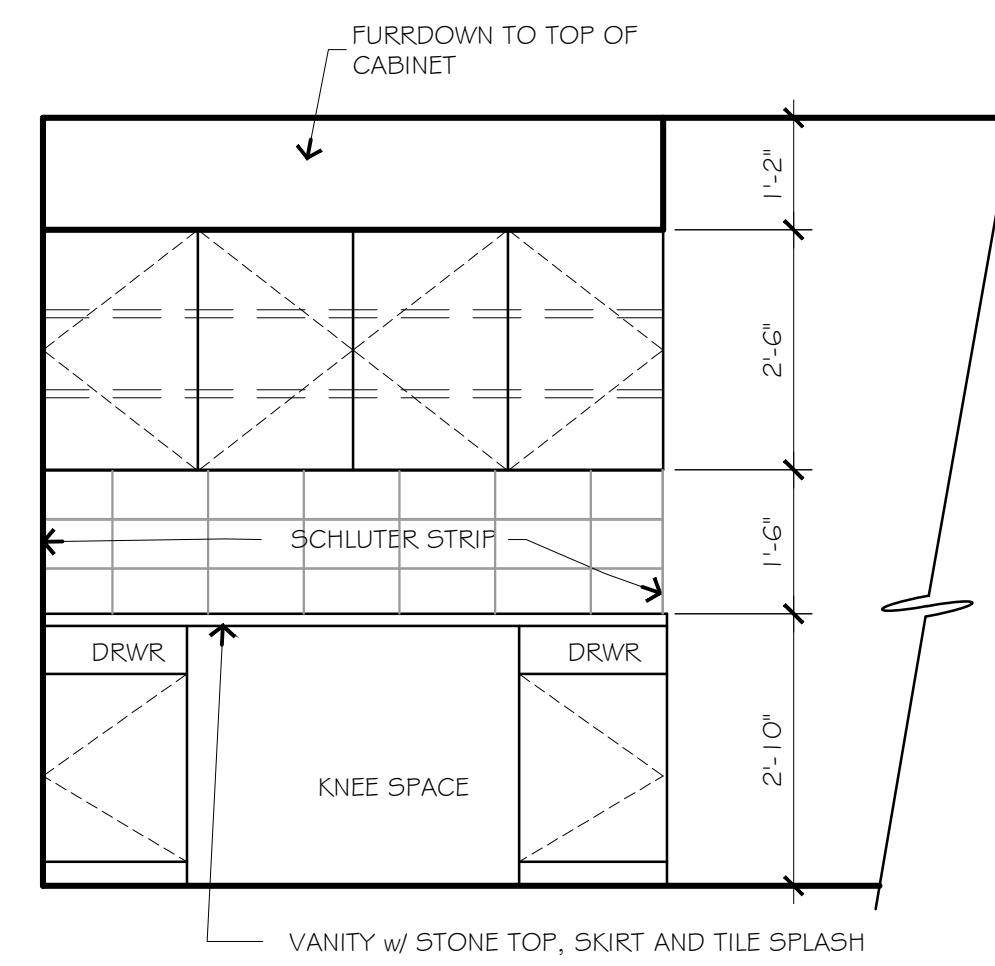 FURRDOWN TO TOP OF
CABINET
1'-2"
2'-6"
SCHLUTER STRIP
1'-6"
DRWR
DRWR
2'-10"
KNEE SPACE
VANITY w/ STONE TOP, SKIRT AND TILE SPLASH